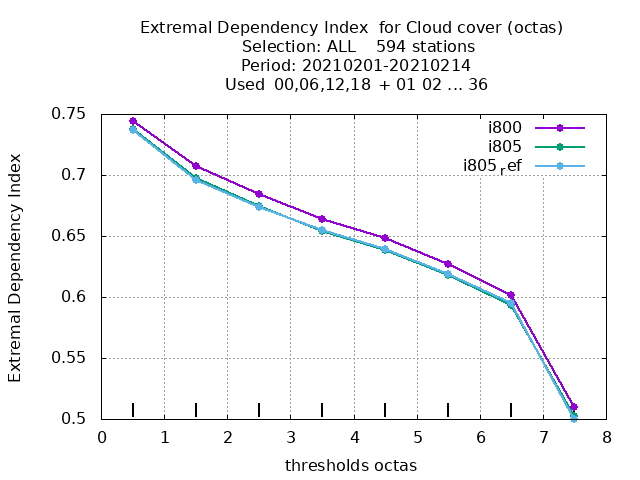 Extremal Dependency Index  for Cloud cover (octas)
Selection: ALL    594 stations
Period: 20210201-20210214
Used  00,06,12,18  + 01 02 ... 36
0.75
0.7
0.65
0.6
0.55
0.5
Extremal Dependency Index
i800
i805
i805ref
0 1 2 3 4 5 6 7 8
thresholds octas